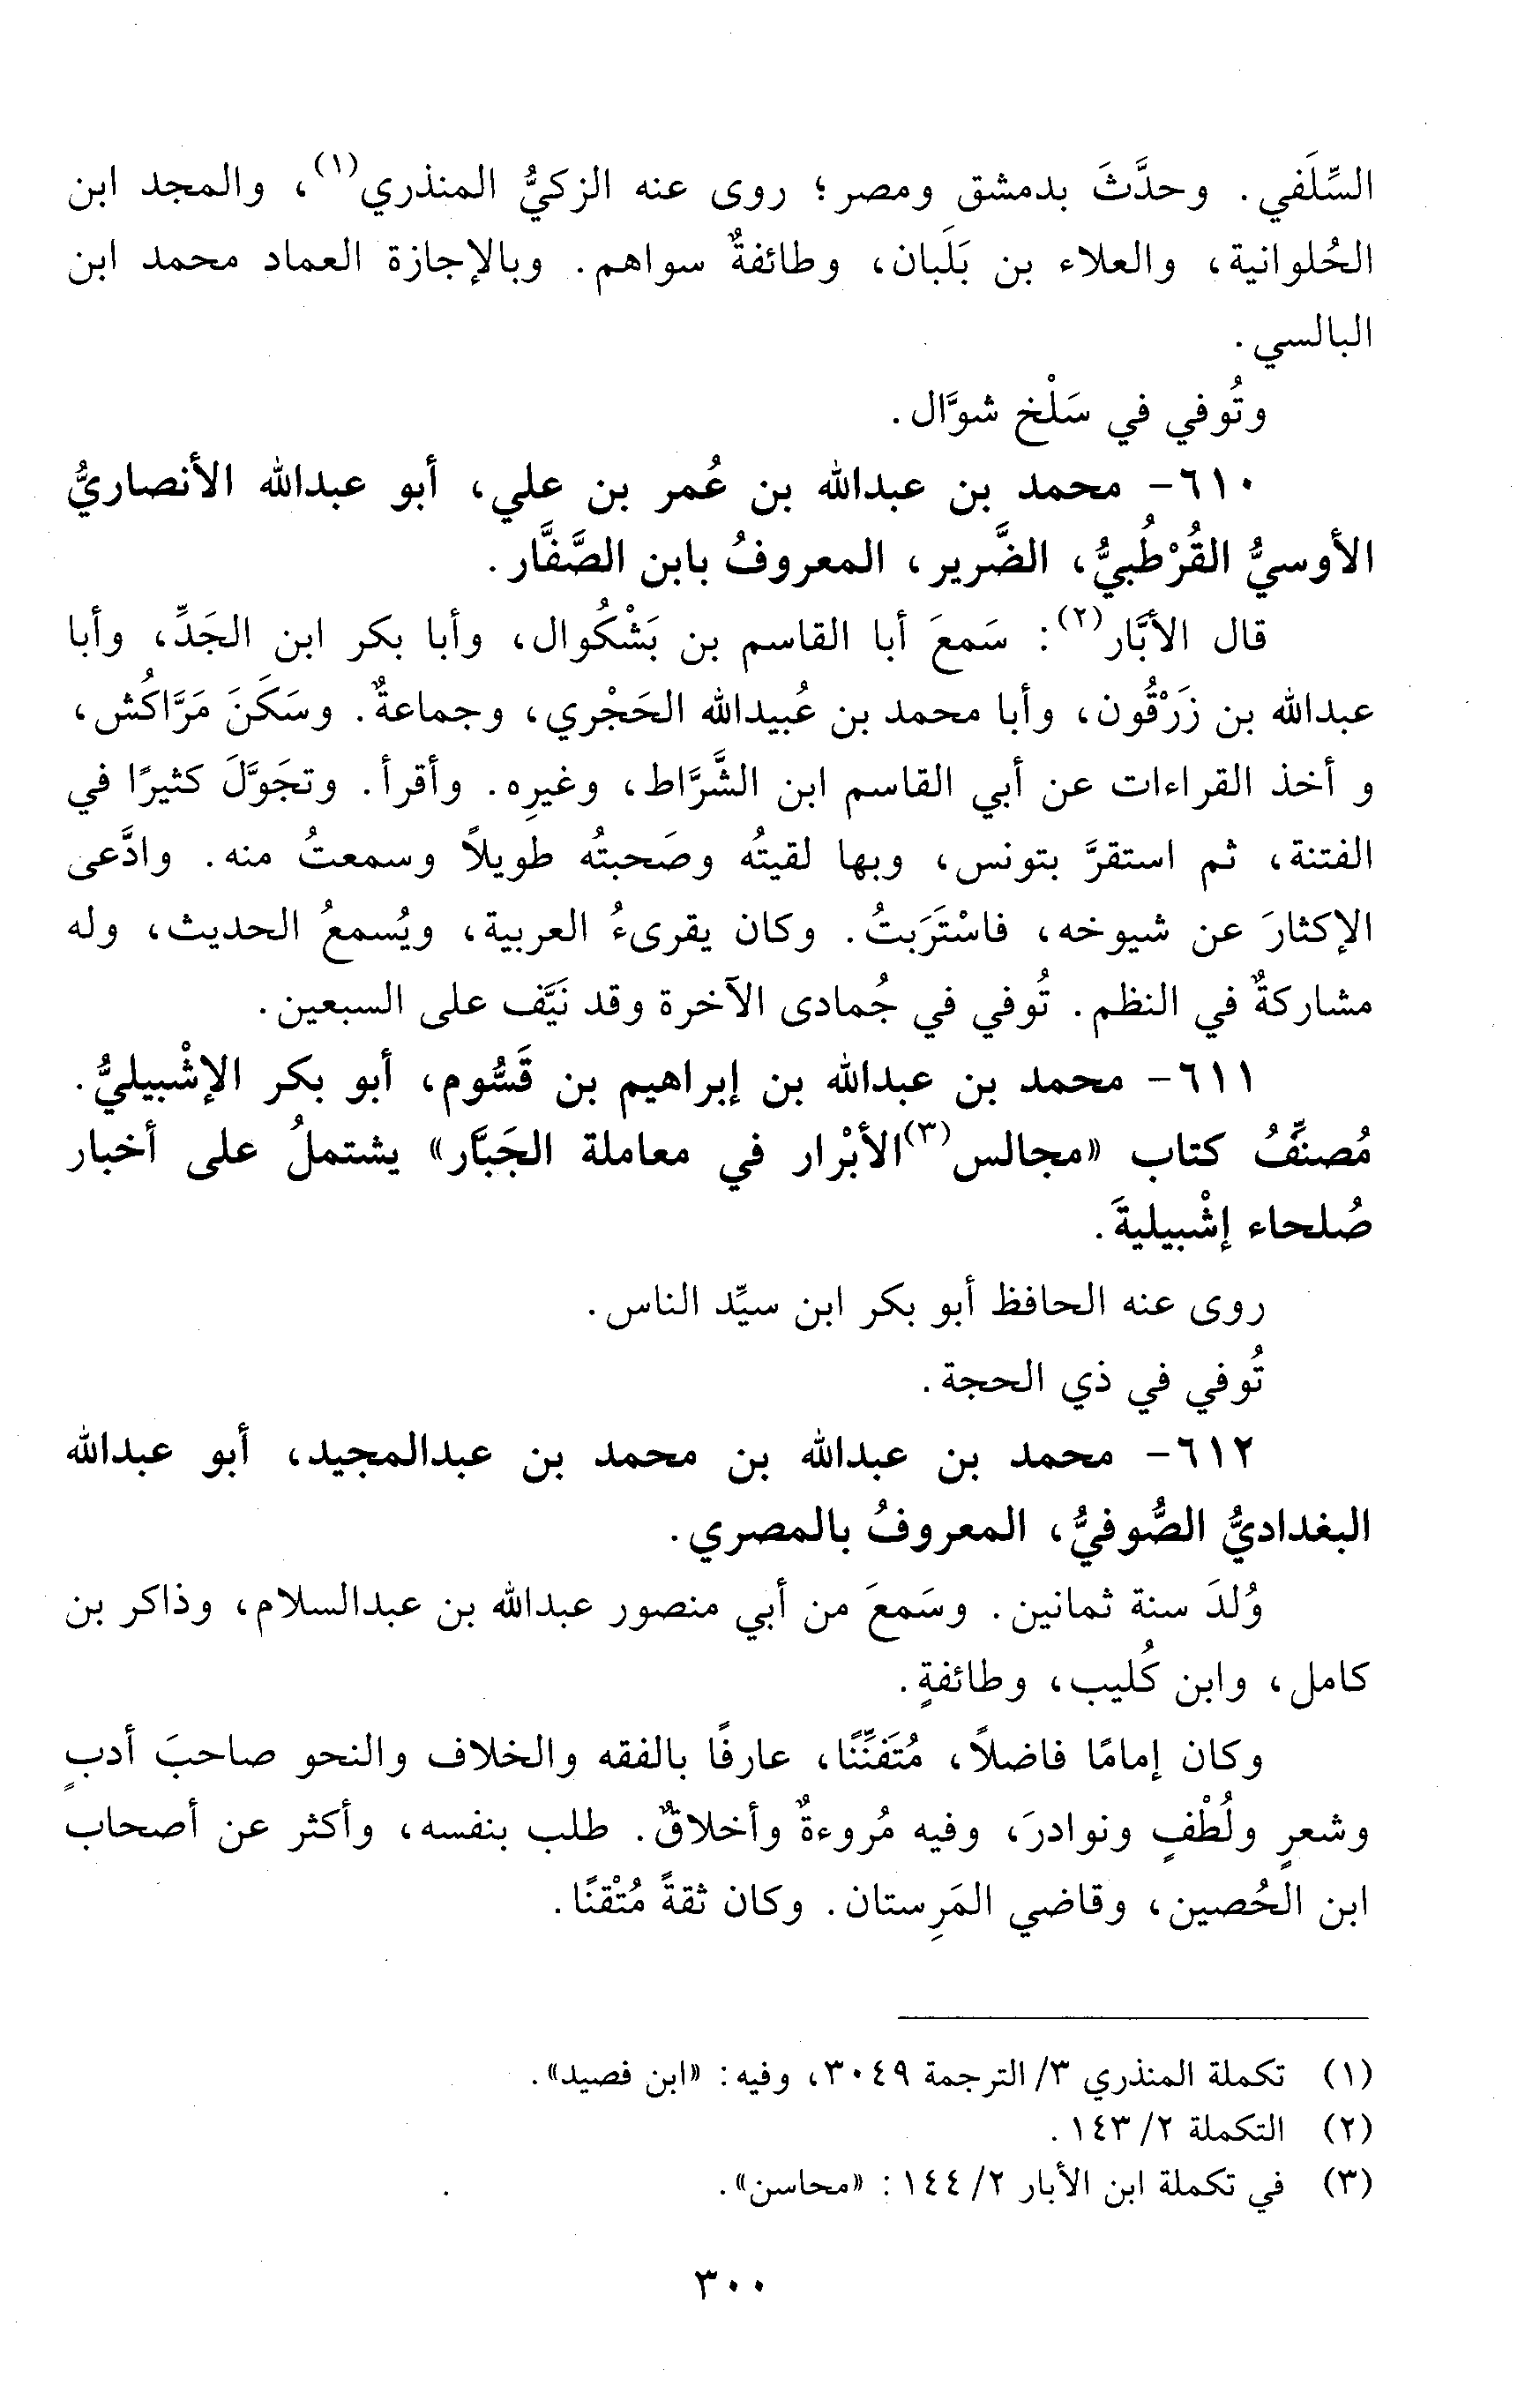 السِّلَفي. وحدَّثَ بدمشق ومصر؛ روى عنه الزكيُّ المنذري(١)، والمجد ابن
الحُلوانية، والعلاء بن بَلَبان، وطائفةٌ سواهم. وبالإجازة العماد محمد ابن
البالسي.
وتُوفي في سَلْخ شوَّال.
٦١٠- محمد بن عبدالله بن عُمر بن علي، أبو عبدالله الأنصاريُّ
الأوسيُّ القُرْطُبيُّ، الضَّرير، المعروفُ بابن الصَّفَّار.
قال الأبَّار(٢): سَمعَ أبا القاسم بن بَشْكُوال، وأبا بكر ابن الجَدِّ، وأبا
عبدالله بن زَرْقُون، وأبا محمد بن عُبيدالله الحَجْري، وجماعةٌ. وسَكَنَ مَرَّاكُش،
و أخذ القراءات عن أبي القاسم ابن الشَّرَّاط، وغيرِه. وأقرأ. وتجَوَّلَ كثيرًا في
الفتنة، ثم استقرَّ بتونس، وبها لقيتُه وصَحبتُه طويلاً وسمعتُ منه. وادَّعى
الإكثارَ عن شيوخه، فاسْتَرَبتُ. وكان يقرىءُ العربية، ويُسمعُ الحديث، وله
مشاركةٌ في النظم. تُوفي في جُمادى الآخرة وقد نَيَّف على السبعين.
٦١١- محمد بن عبدالله بن إبراهيم بن قَسُّوم، أبو بكر الإشْبيليُّ.
مُصنِّفُ كتاب «مجالس(٣)الأبْرار في معاملة الجَبَّار» يشتملُ على أخبار
صُلحاء إشْبيليةَ.
روى عنه الحافظ أبو بكر ابن سيِّد الناس.
تُوفي في ذي الحجة.
٦١٢- محمد بن عبدالله بن محمد بن عبدالمجيد، أبو عبدالله
البغداديُّ الصُّوفيُّ، المعروفُ بالمصري.
وُلدَ سنة ثمانين. وسَمعَ من أبي منصور عبدالله بن عبدالسلام، وذاكر بن
كامل، وابن كُليب، وطائفةٍ.
وكان إمامًا فاضلاً، مُتَفنِّنًا، عارفًا بالفقه والخلاف والنحو صاحبَ أدبٍ
وشعرٍ ولُطْفٍ ونوادرَ، وفيه مُروءةٌ وأخلاقٌ. طلب بنفسه، وأكثر عن أصحاب
ابن الحُصين، وقاضي المَرِستان. وكان ثقةً مُتْقنًا.
(١) تكملة المنذري ٣/ الترجمة ٣٠٤٩، وفيه: «ابن فصيد».
(٢) التكملة ٢/ ١٤٣.
(٣) في تكملة ابن الأبار ٢/ ١٤٤: «محاسن».
٣٠٠